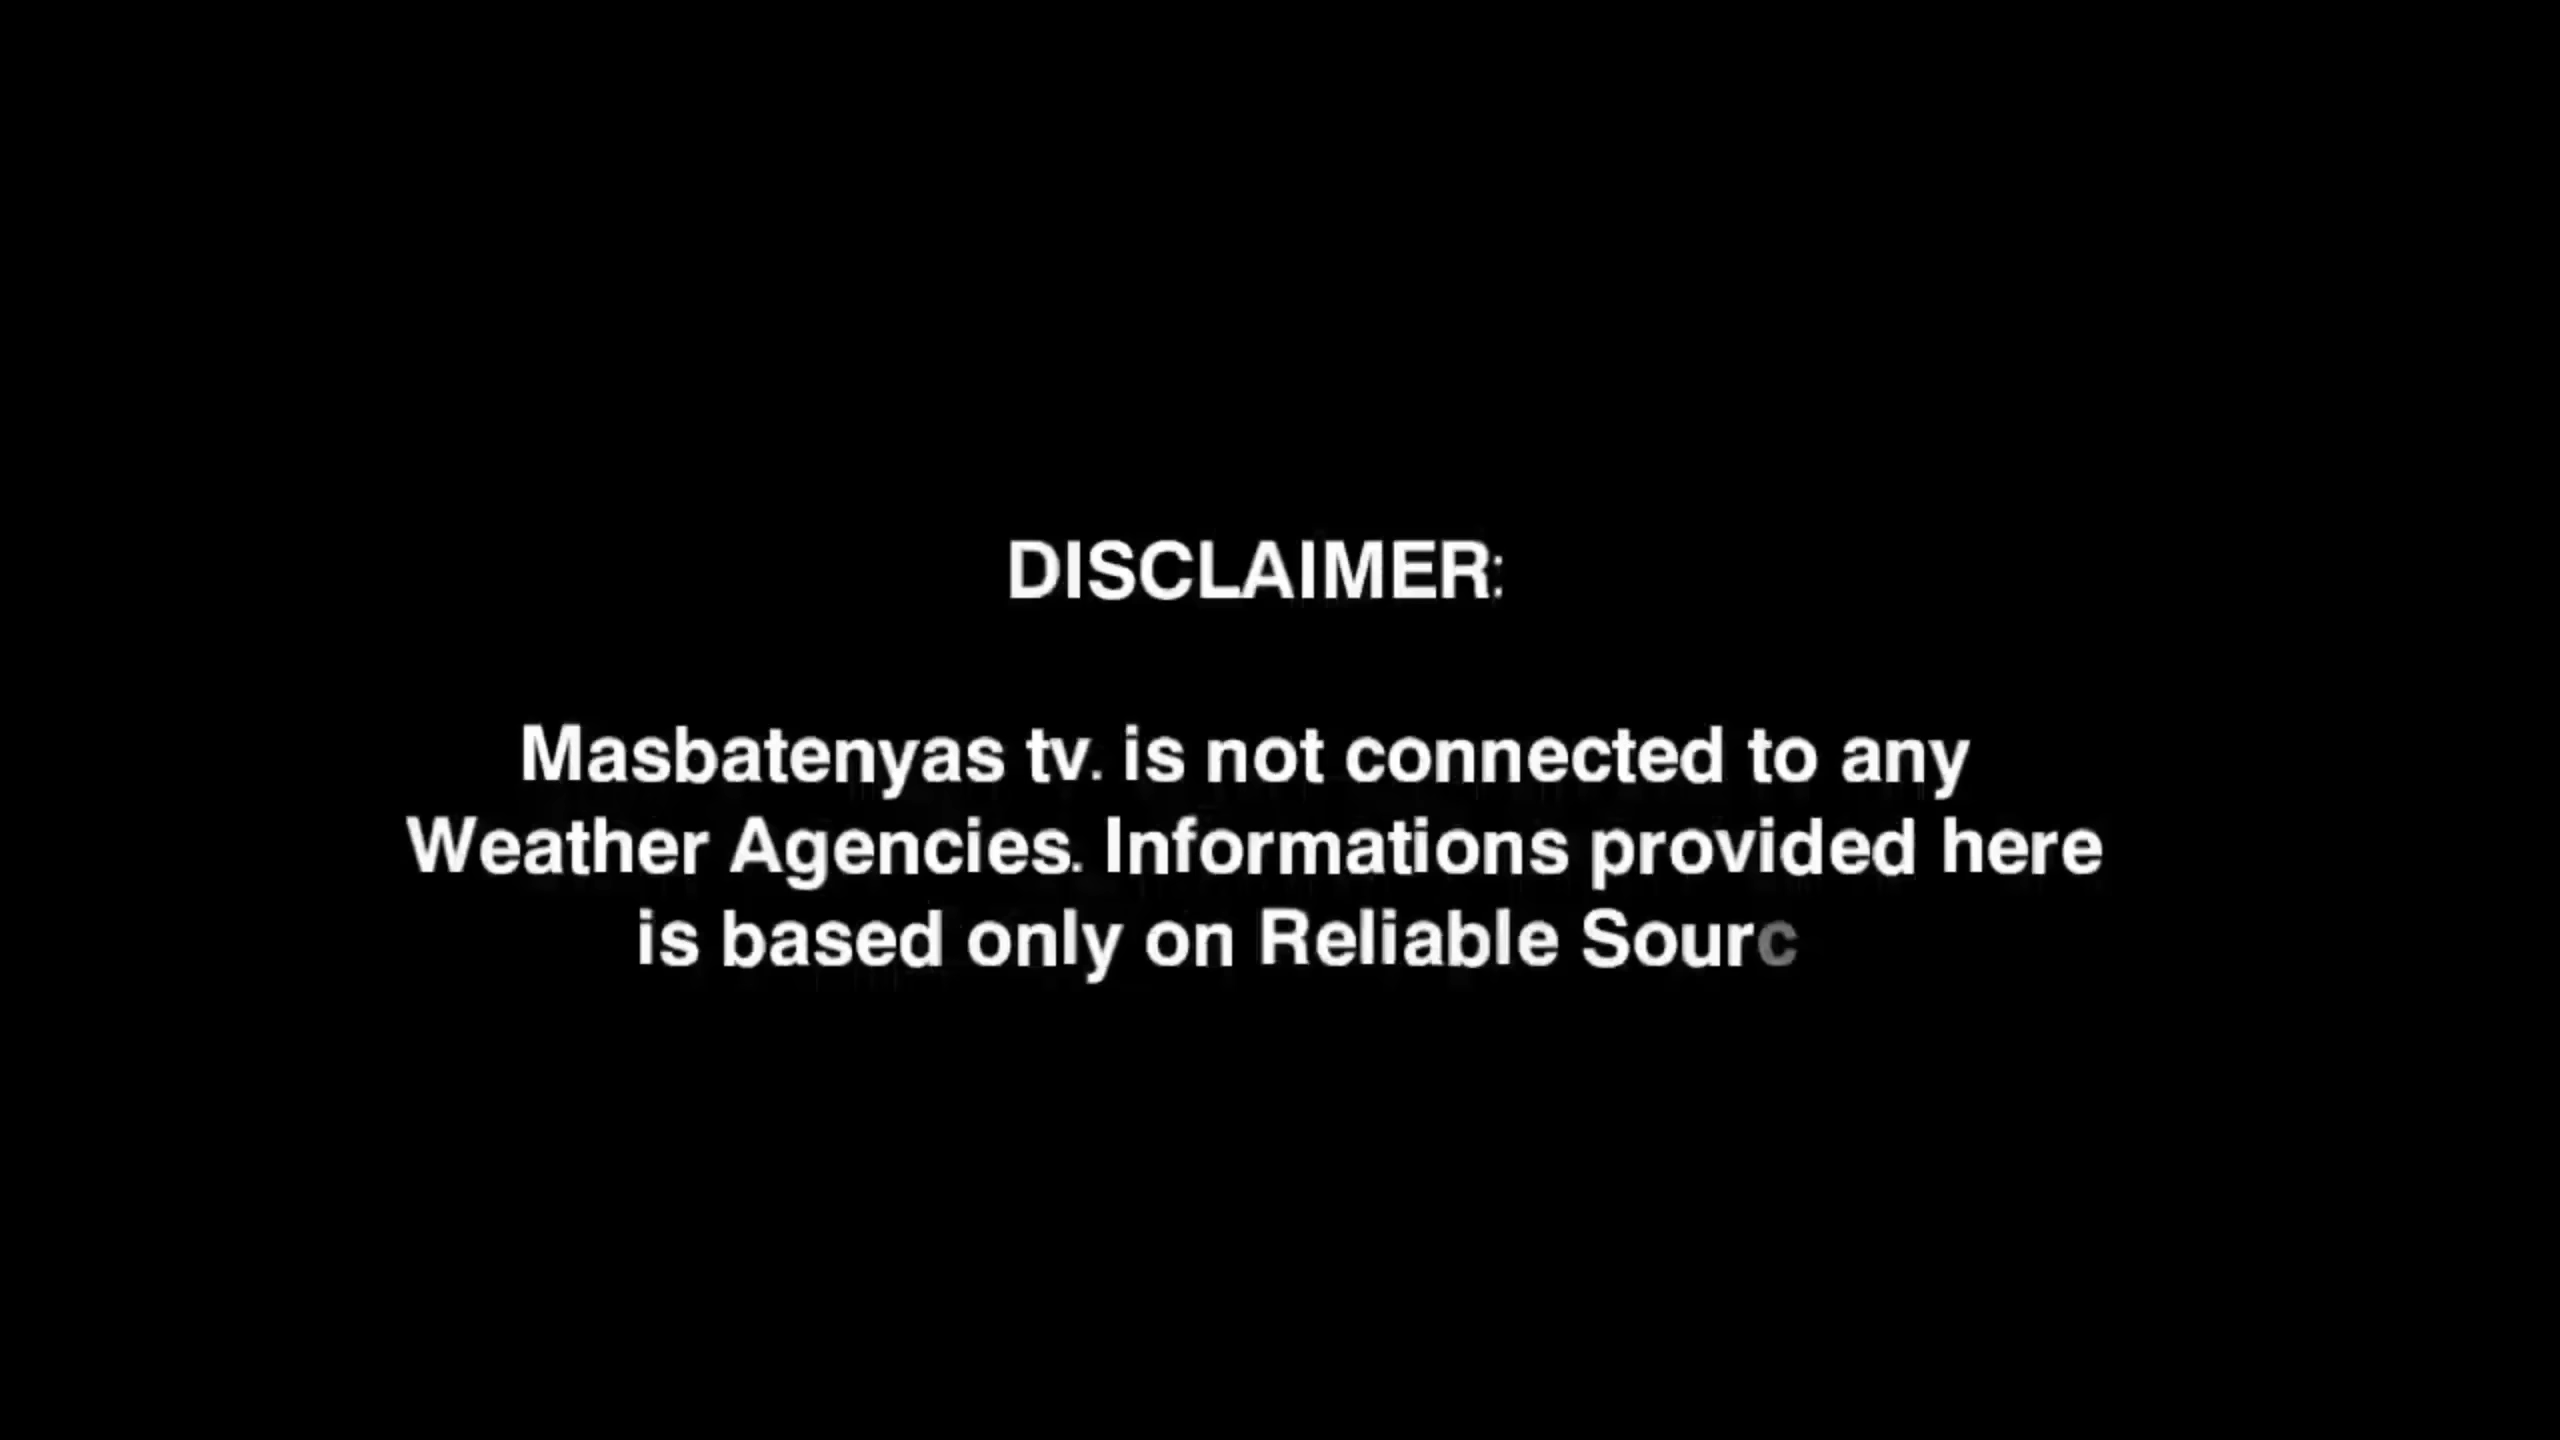 DISCLAIMER:
Masbatenyas tv. is not connected to any
Weather Agencies. Informations provided here
is based only on Reliable Sourc